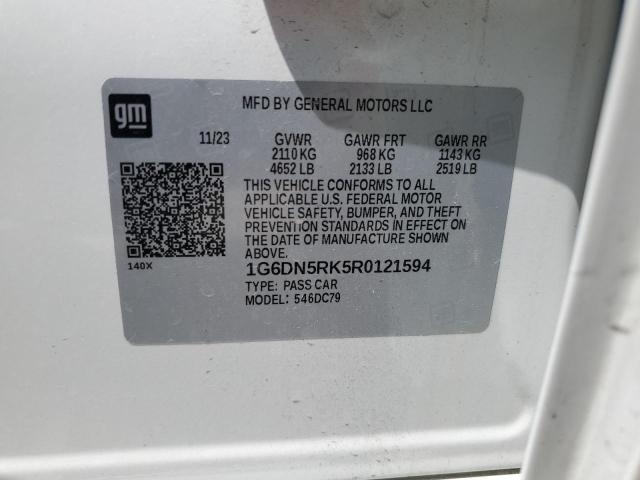 gm
MFD BY GENERAL MOTORS LLC
11/23 GVWR GAWR FRT GAWR RR
2110 KG 968 KG 1143 KG
4652 LB 2133 LB 2519 LB
THIS VEHICLE CONFORMS TO ALL
APPLICABLE U.S. FEDERAL MOTOR
VEHICLE SAFETY, BUMPER, AND THEFT
PREVENTION STANDARDS IN EFFECT ON
THE DATE OF MANUFACTURE SHOWN
ABOVE.
140X
1G6DN5RK5R0121594
TYPE: PASS CAR
MODEL: 546DC79